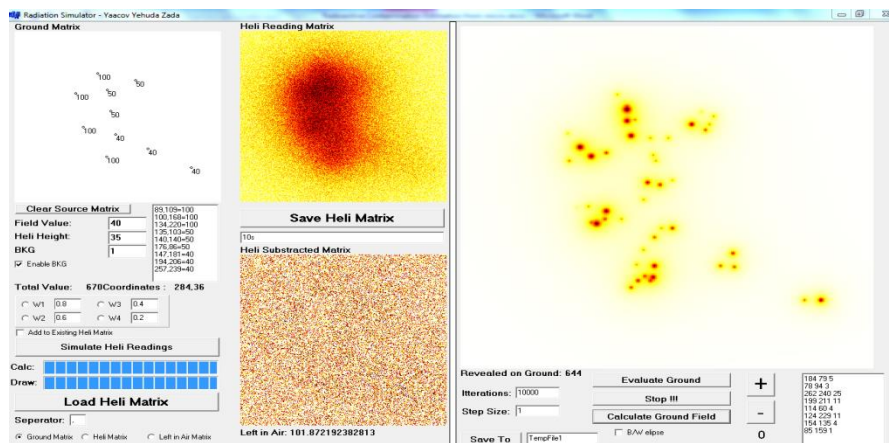 Radiation Simulator - Yaacov Yehuda Zada
Ground Matrix
100
50
100
50
50
100
40
40
100
40
Clear Source Matrix
Field Value: 40
Heli Height: 35
BKG 1
Enable BKG
89,109=100
100,168=100
134,220=100
135,103=50
140,140=50
176,86=50
147,181=40
194,206=40
257,239=40
Total Value: 670 Coordinates : 284,36
W1 0.8 W3 0.4
W2 0.6 W4 0.2
Add to Existing Heli Matrix
Simulate Heli Readings
Calc:
Draw:
Load Heli Matrix
Seperator: .
Ground Matrix Heli Matrix Left in Air Matrix
Heli Reading Matrix
Save Heli Matrix
10s
Heli Substracted Matrix
Left in Air: 101.872192382813
Revealed on Ground: 644
Itterations: 10000
Step Size: 1
Save To TempFile1
Evaluate Ground
Stop !!!
Calculate Ground Field
B/W elipse
+
-
0
184 79 5
78 94 3
262 240 25
199 211 11
114 60 4
124 229 11
154 135 4
85 159 1